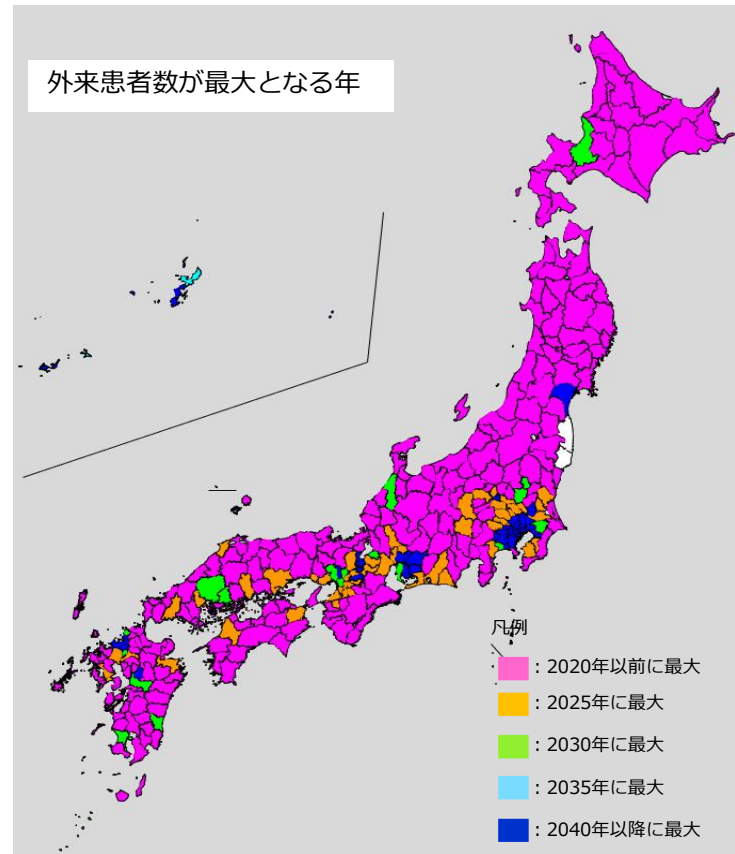 外来患者数が最大となる年
凡例
：2020年以前に最大
：2025年に最大
：2030年に最大
：2035年に最大
：2040年以降に最大